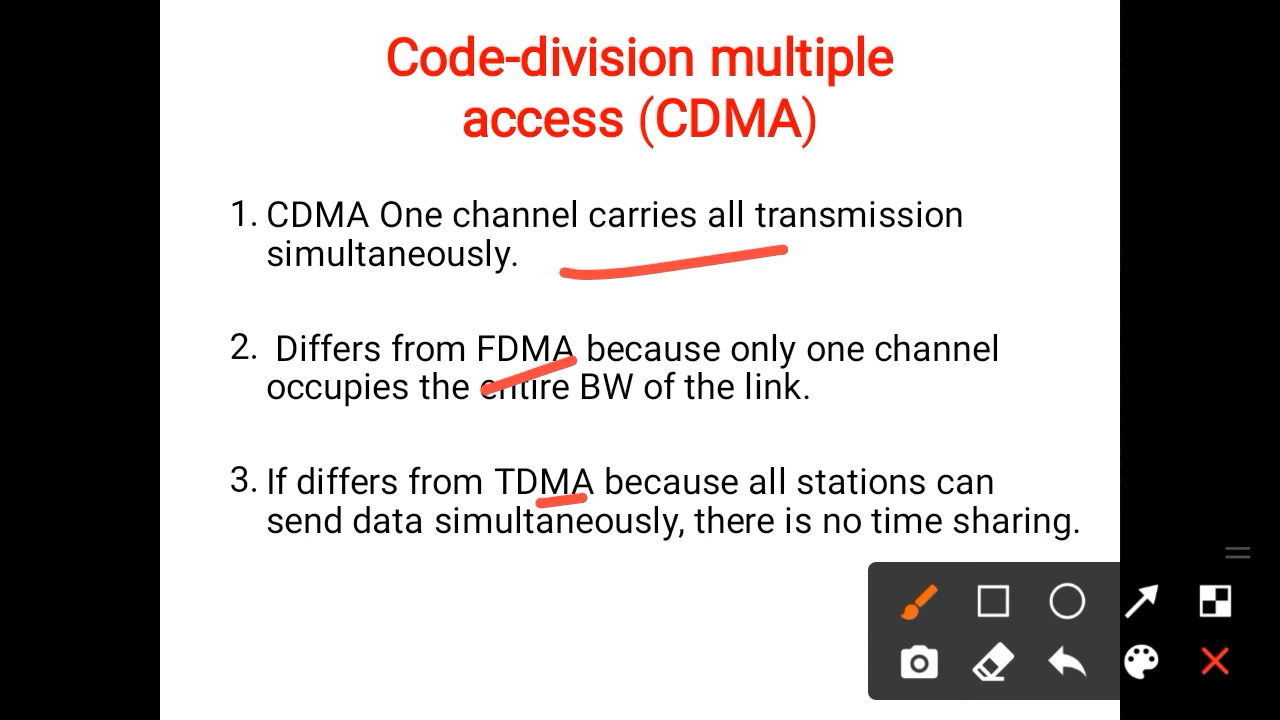 Code-division multiple
access (CDMA)
1. CDMA One channel carries all transmission
simultaneously.
2. Differs from FDMA because only one channel
occupies the entire BW of the link.
3. If differs from TDMA because all stations can
send data simultaneously, there is no time sharing.